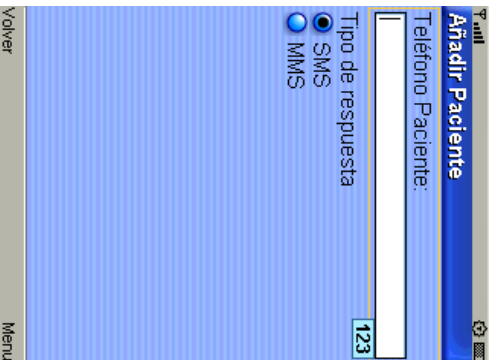 Añadir Paciente
Teléfono Paciente:
123
Tipo de respuesta
SMS
MMS
Volver Menu